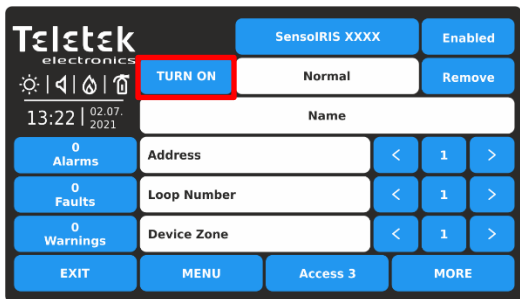 Teletek
electronics
SensoIRIS XXXX
Enabled
TURN ON
Normal
Remove
13:22
02.07.
2021
Name
0
Alarms
Address
<
1
>
0
Faults
Loop Number
<
1
>
0
Warnings
Device Zone
<
1
>
EXIT
MENU
Access 3
MORE